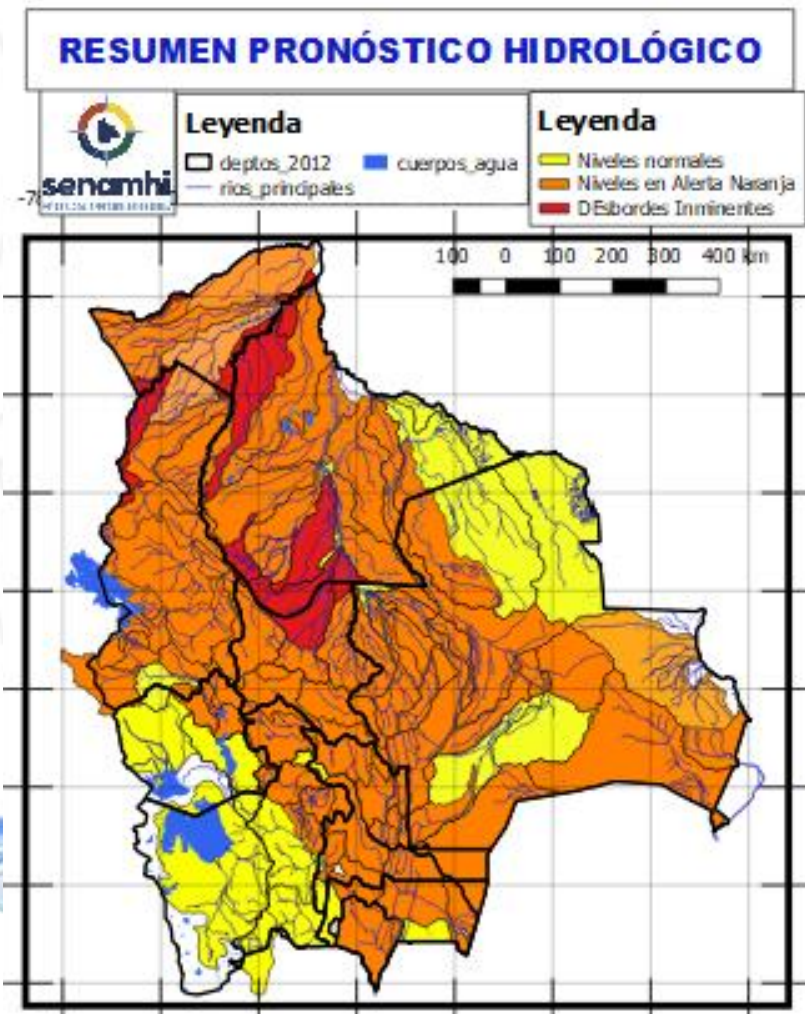 RESUMEN PRONÓSTICO HIDROLÓGICO
senamhi
Leyenda
deptos_2012
cuerpos_agua
rios_principales
Leyenda
Niveles normales
Niveles en Alerta Naranja
DEsbordes Inminentes
100 0 100 200 300 400 km